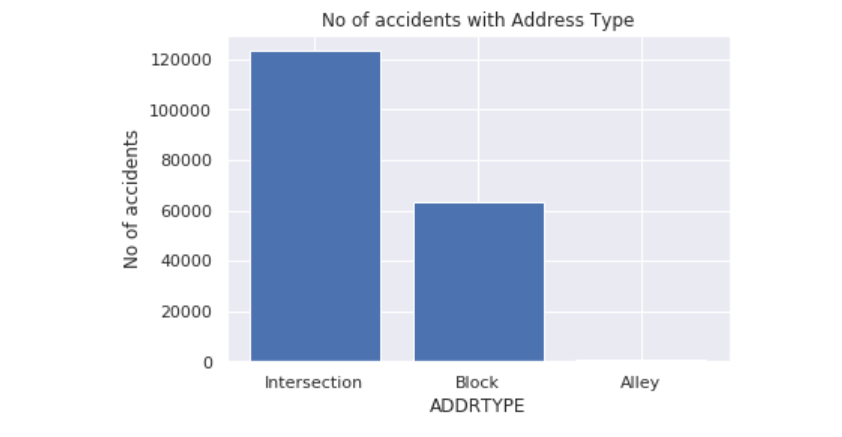 No of accidents with Address Type
120000
100000
80000
60000
40000
20000
0
No of accidents
Intersection Block Alley
ADDRTYPE